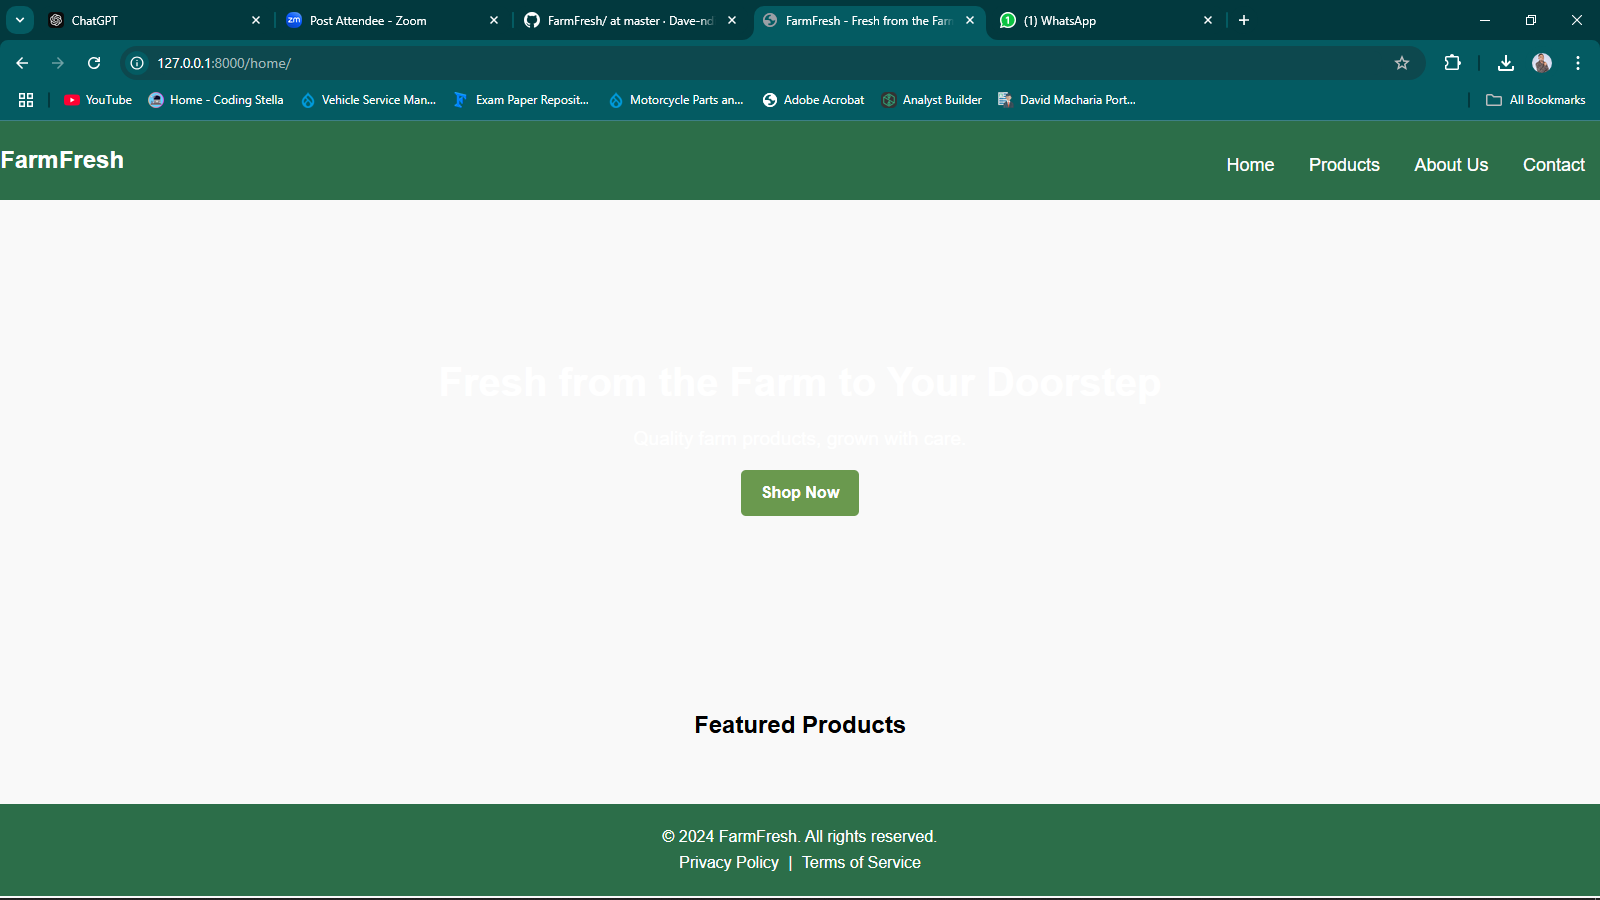 ChatGPT
Post Attendee - Zoom
FarmFresh/ at master · Dave-nd
FarmFresh - Fresh from the Farm
(1) WhatsApp
127.0.0.1:8000/home/
YouTube
Home - Coding Stella
Vehicle Service Man...
Exam Paper Reposit...
Motorcycle Parts an...
Adobe Acrobat
Analyst Builder
David Macharia Port...
All Bookmarks
FarmFresh
Home
Products
About Us
Contact
Fresh from the Farm to Your Doorstep
Quality farm products, grown with care.
Shop Now
Featured Products
© 2024 FarmFresh. All rights reserved.
Privacy Policy | Terms of Service